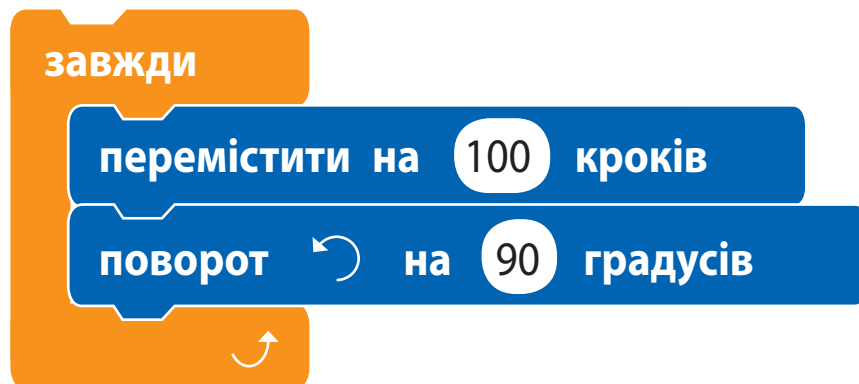 завжди
перемістити на 100 кроків
поворот на 90 градусів